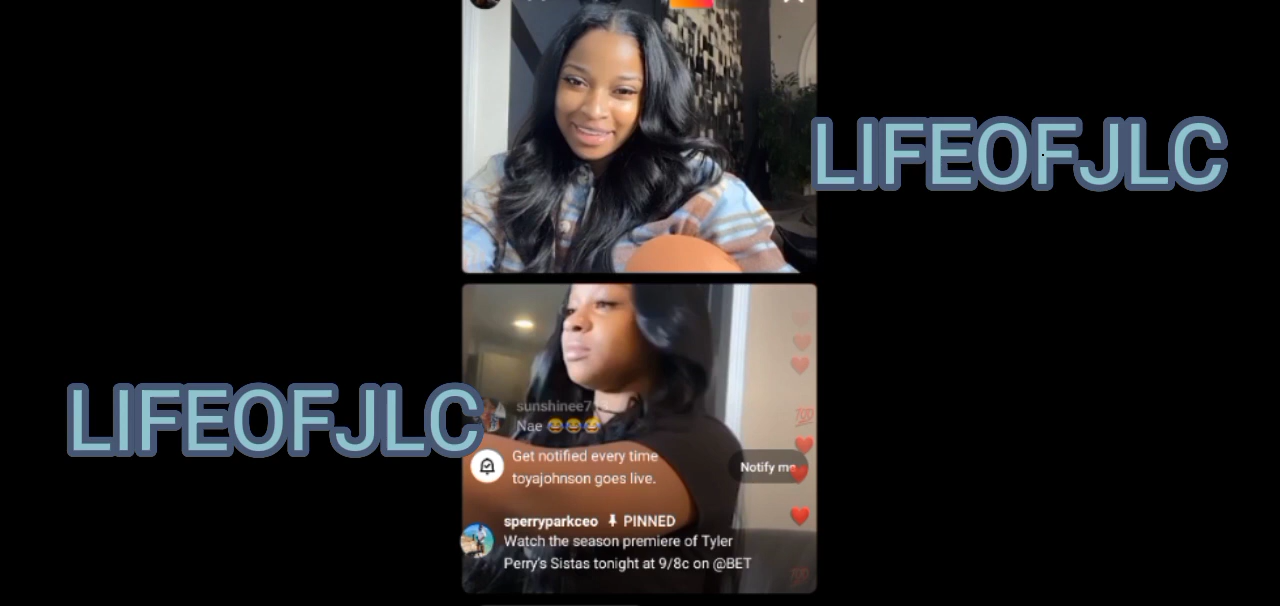 LIFEOFJLC
LIFEOFJLC
Nae 😂😂😂
Get notified every time
toyajohnson goes live.
Notify me
sperryparkceo 📌 PINNED
Watch the season premiere of Tyler
Perry's Sistas tonight at 9/8c on @BET